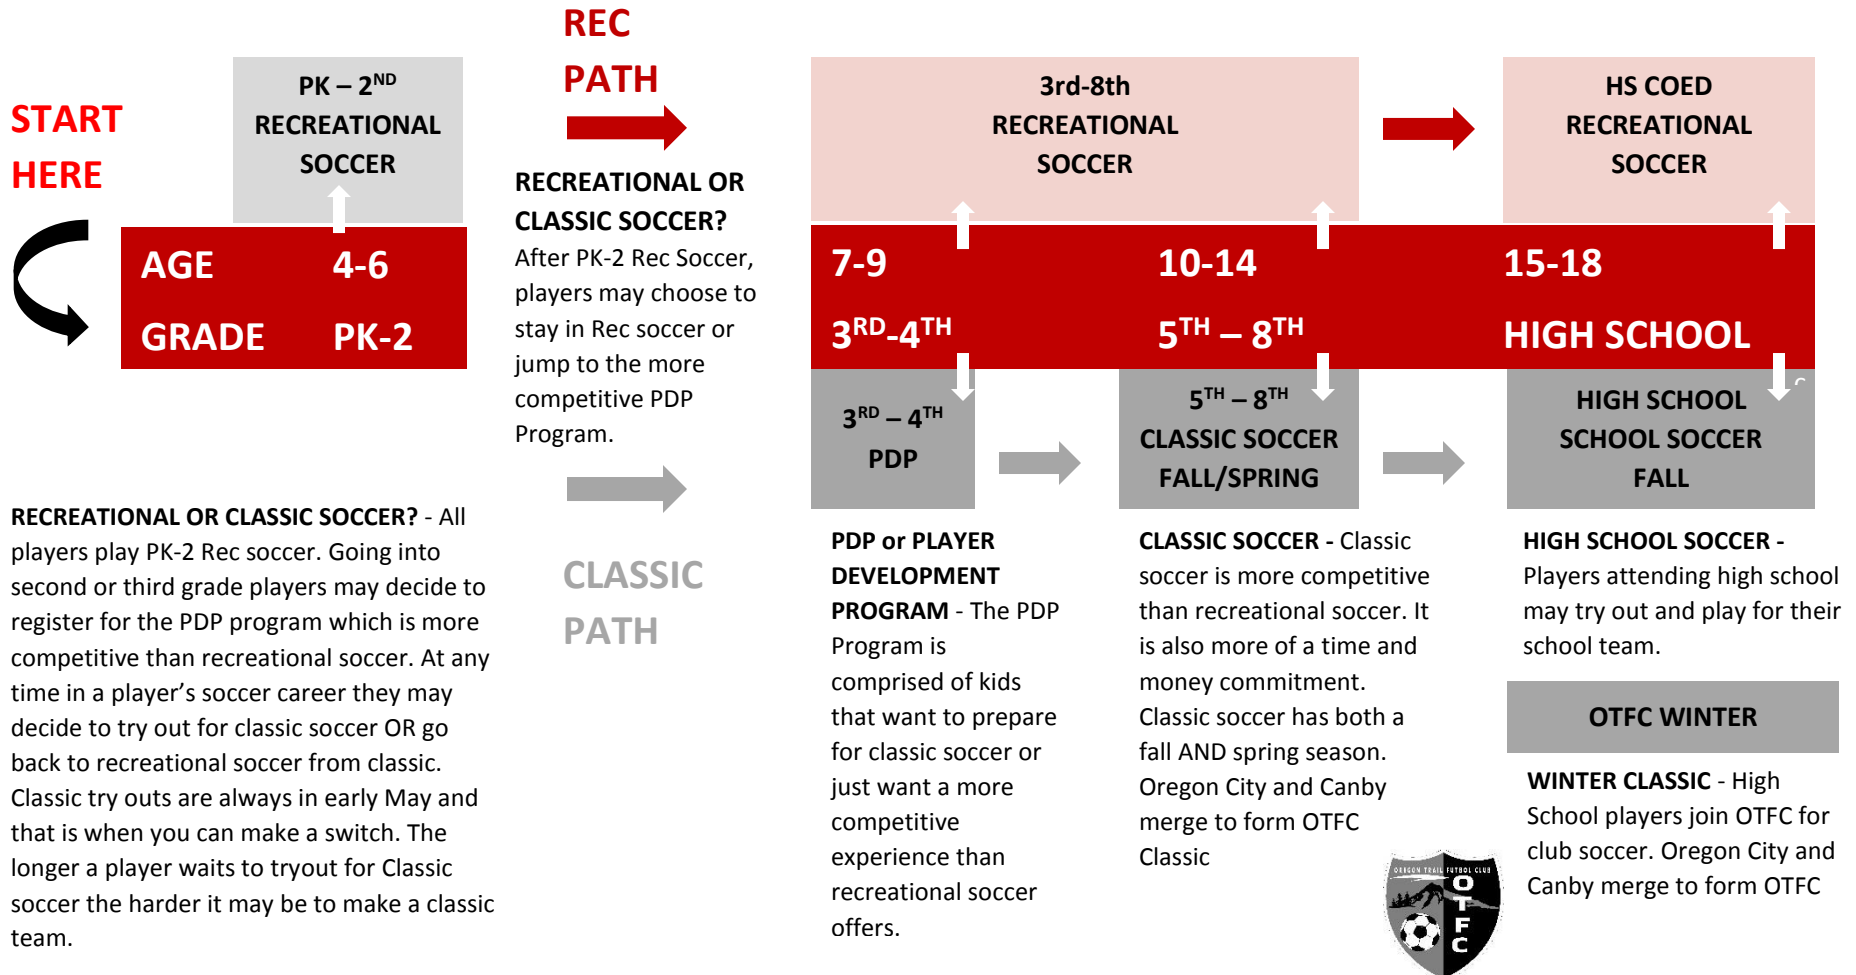 START
HERE
PK – 2ND
RECREATIONAL
SOCCER
AGE 4-6
GRADE PK-2
REC
PATH
RECREATIONAL OR
CLASSIC SOCCER?
After PK-2 Rec Soccer,
players may choose to
stay in Rec soccer or
jump to the more
competitive PDP
Program.
CLASSIC
PATH
3rd-8th
RECREATIONAL
SOCCER
HS COED
RECREATIONAL
SOCCER
7-9 10-14 15-18
3RD-4TH 5TH – 8TH HIGH SCHOOL
3RD – 4TH
PDP
5TH – 8TH
CLASSIC SOCCER
FALL/SPRING
HIGH SCHOOL
SCHOOL SOCCER
FALL
RECREATIONAL OR CLASSIC SOCCER? - All
players play PK-2 Rec soccer. Going into
second or third grade players may decide to
register for the PDP program which is more
competitive than recreational soccer. At any
time in a player’s soccer career they may
decide to try out for classic soccer OR go
back to recreational soccer from classic.
Classic try outs are always in early May and
that is when you can make a switch. The
longer a player waits to tryout for Classic
soccer the harder it may be to make a classic
team.
PDP or PLAYER
DEVELOPMENT
PROGRAM - The PDP
Program is
comprised of kids
that want to prepare
for classic soccer or
just want a more
competitive
experience than
recreational soccer
offers.
CLASSIC SOCCER - Classic
soccer is more competitive
than recreational soccer. It
is also more of a time and
money commitment.
Classic soccer has both a
fall AND spring season.
Oregon City and Canby
merge to form OTFC
Classic
OREGON TRAIL FUTBOL CLUB
OTFC
HIGH SCHOOL SOCCER -
Players attending high school
may try out and play for their
school team.
OTFC WINTER
WINTER CLASSIC - High
School players join OTFC for
club soccer. Oregon City and
Canby merge to form OTFC